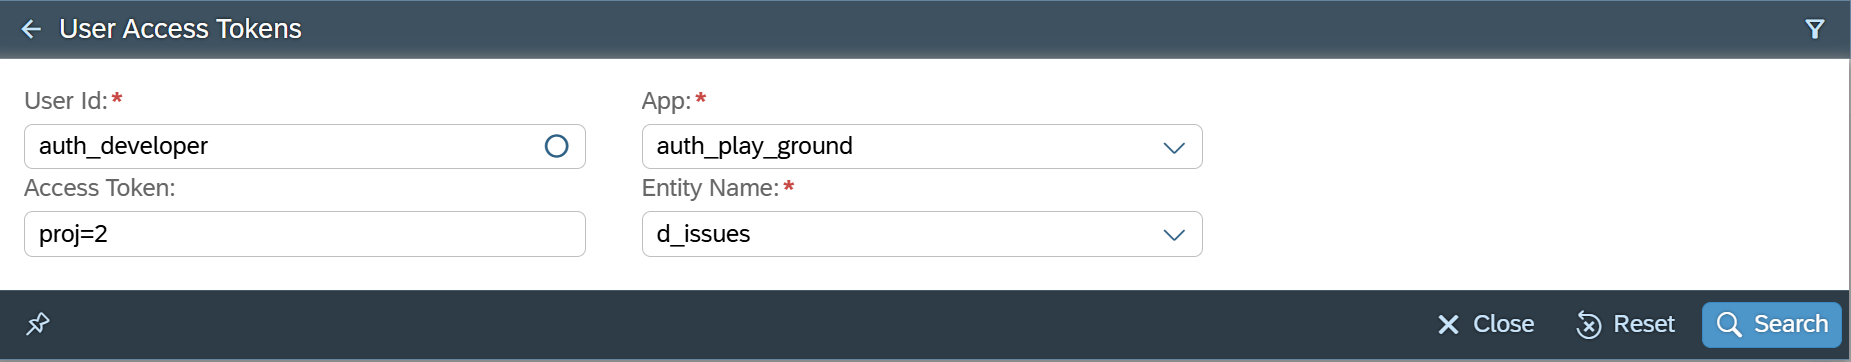 User Access Tokens
User Id:* App:*
auth_developer auth_play_ground
Access Token: Entity Name:*
proj=2 d_issues
Close Reset Search